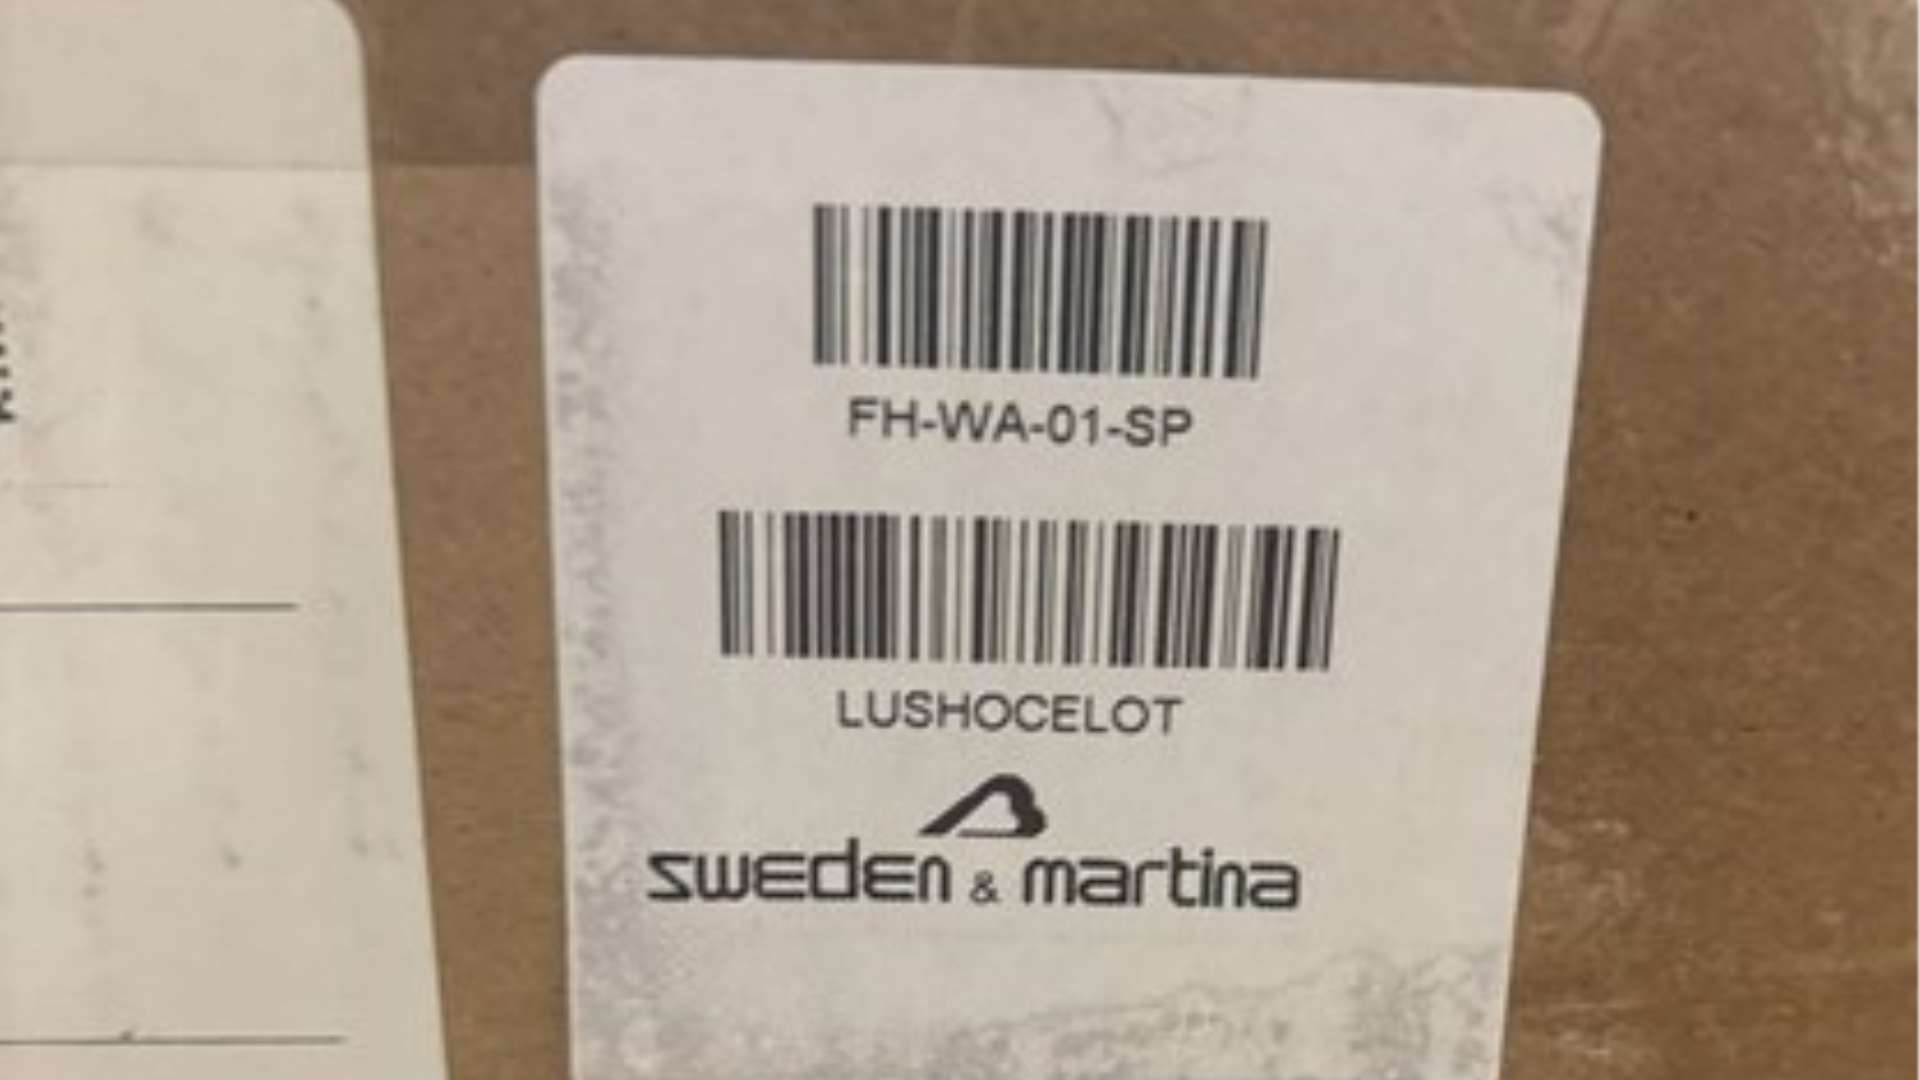 FH-WA-01-SP
LUSHOCELOT
sweden & martina